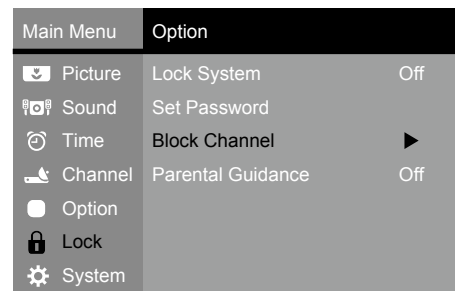 Main Menu Option
Picture Lock System Off
Sound Set Password
Time Block Channel
Channel Parental Guidance Off
Option
Lock
System